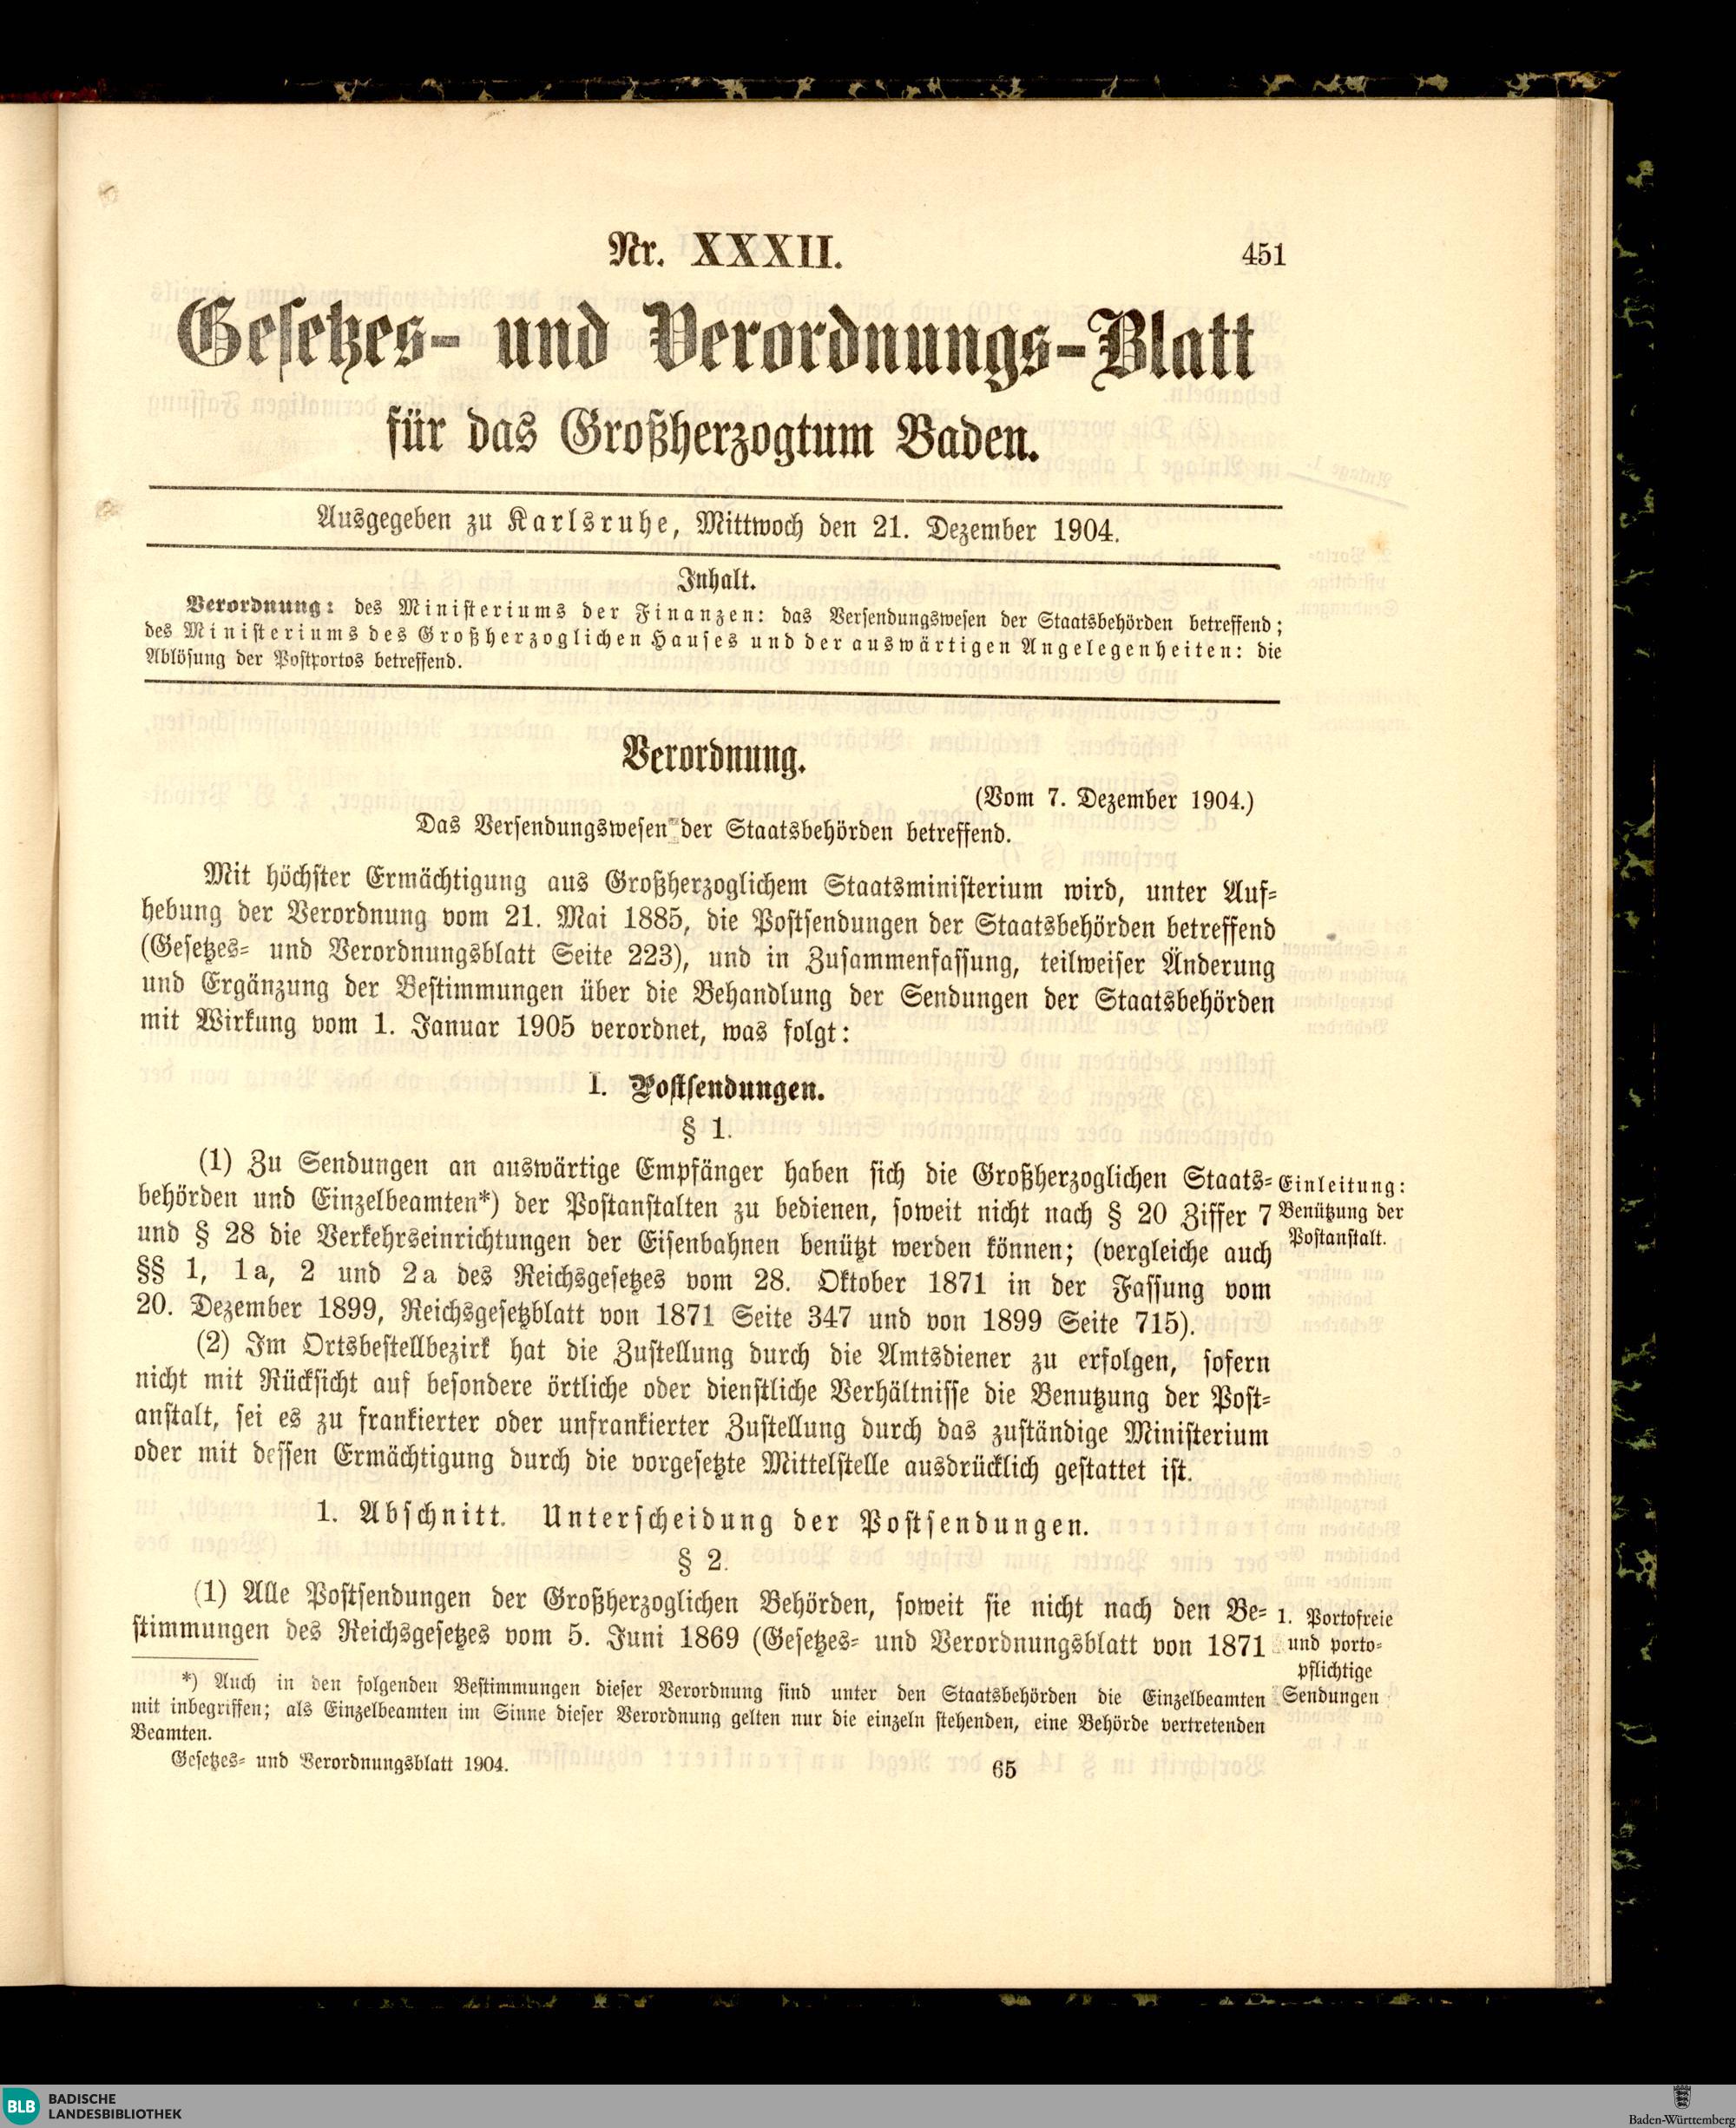 Nr. XXXII.
451
Gesetzes- und Verordnungs-Blatt
für das Großherzogtum Baden.
Ausgegeben zu Karlsruhe, Mittwoch den 21. Dezember 1904.
Inhalt.
Verordnung: des Ministeriums der Finanzen: das Versendungswesen der Staatsbehörden betreffend;
des Ministeriums des Großherzoglichen Hauses und der auswärtigen Angelegenheiten: die
Ablösung der Postportos betreffend.
Verordnung.
(Vom 7. Dezember 1904.)
Das Versendungswesen der Staatsbehörden betreffend.
Mit höchster Ermächtigung aus Großherzoglichem Staatsministerium wird, unter Auf-
hebung der Verordnung vom 21. Mai 1885, die Postsendungen der Staatsbehörden betreffend
(Gesetzes- und Verordnungsblatt Seite 223), und in Zusammenfassung, teilweiser Änderung
und Ergänzung der Bestimmungen über die Behandlung der Sendungen der Staatsbehörden
mit Wirkung vom 1. Januar 1905 verordnet, was folgt:
I. Postsendungen.
§ 1.
(1) Zu Sendungen an auswärtige Empfänger haben sich die Großherzoglichen Staats-
behörden und Einzelbeamten*) der Postanstalten zu bedienen, soweit nicht nach § 20 Ziffer 7
und § 28 die Verkehrseinrichtungen der Eisenbahnen benützt werden können; (vergleiche auch
§§ 1, 1a, 2 und 2a des Reichsgesetzes vom 28. Oktober 1871 in der Fassung vom
20. Dezember 1899, Reichsgesetzblatt von 1871 Seite 347 und von 1899 Seite 715).
Einleitung:
Benützung der
Postanstalt.
(2) Im Ortsbestellbezirk hat die Zustellung durch die Amtsdiener zu erfolgen, sofern
nicht mit Rücksicht auf besondere örtliche oder dienstliche Verhältnisse die Benutzung der Post-
anstalt, sei es zu frankierter oder unfrankierter Zustellung durch das zuständige Ministerium
oder mit dessen Ermächtigung durch die vorgesetzte Mittelstelle ausdrücklich gestattet ist.
1. Abschnitt. Unterscheidung der Postsendungen.
§ 2.
(1) Alle Postsendungen der Großherzoglichen Behörden, soweit sie nicht nach den Be-
stimmungen des Reichsgesetzes vom 5. Juni 1869 (Gesetzes- und Verordnungsblatt von 1871
1. Portofreie
und porto-
pflichtige
Sendungen
*) Auch in den folgenden Bestimmungen dieser Verordnung sind unter den Staatsbehörden die Einzelbeamten
mit inbegriffen; als Einzelbeamten im Sinne dieser Verordnung gelten nur die einzeln stehenden, eine Behörde vertretenden
Beamten.
Gesetzes- und Verordnungsblatt 1904.
65
BLB BADISCHE
LANDESBIBLIOTHEK
Baden-Württemberg